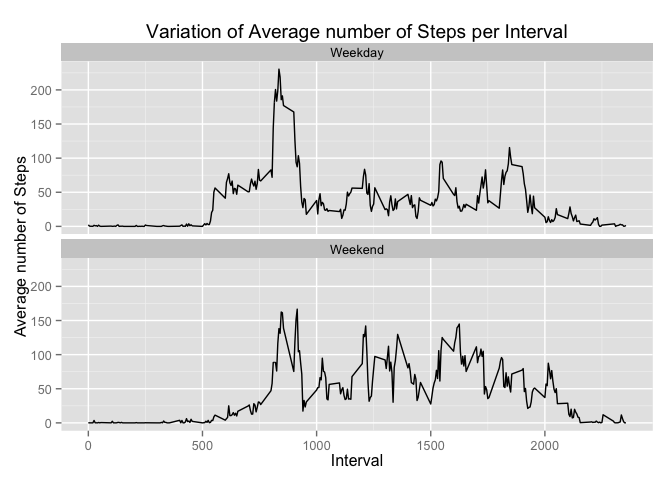 Variation of Average number of Steps per Interval
Weekday
200
150
100
50
0
Weekend
200
150
100
50
0
Average number of Steps
0 500 1000 1500 2000
Interval